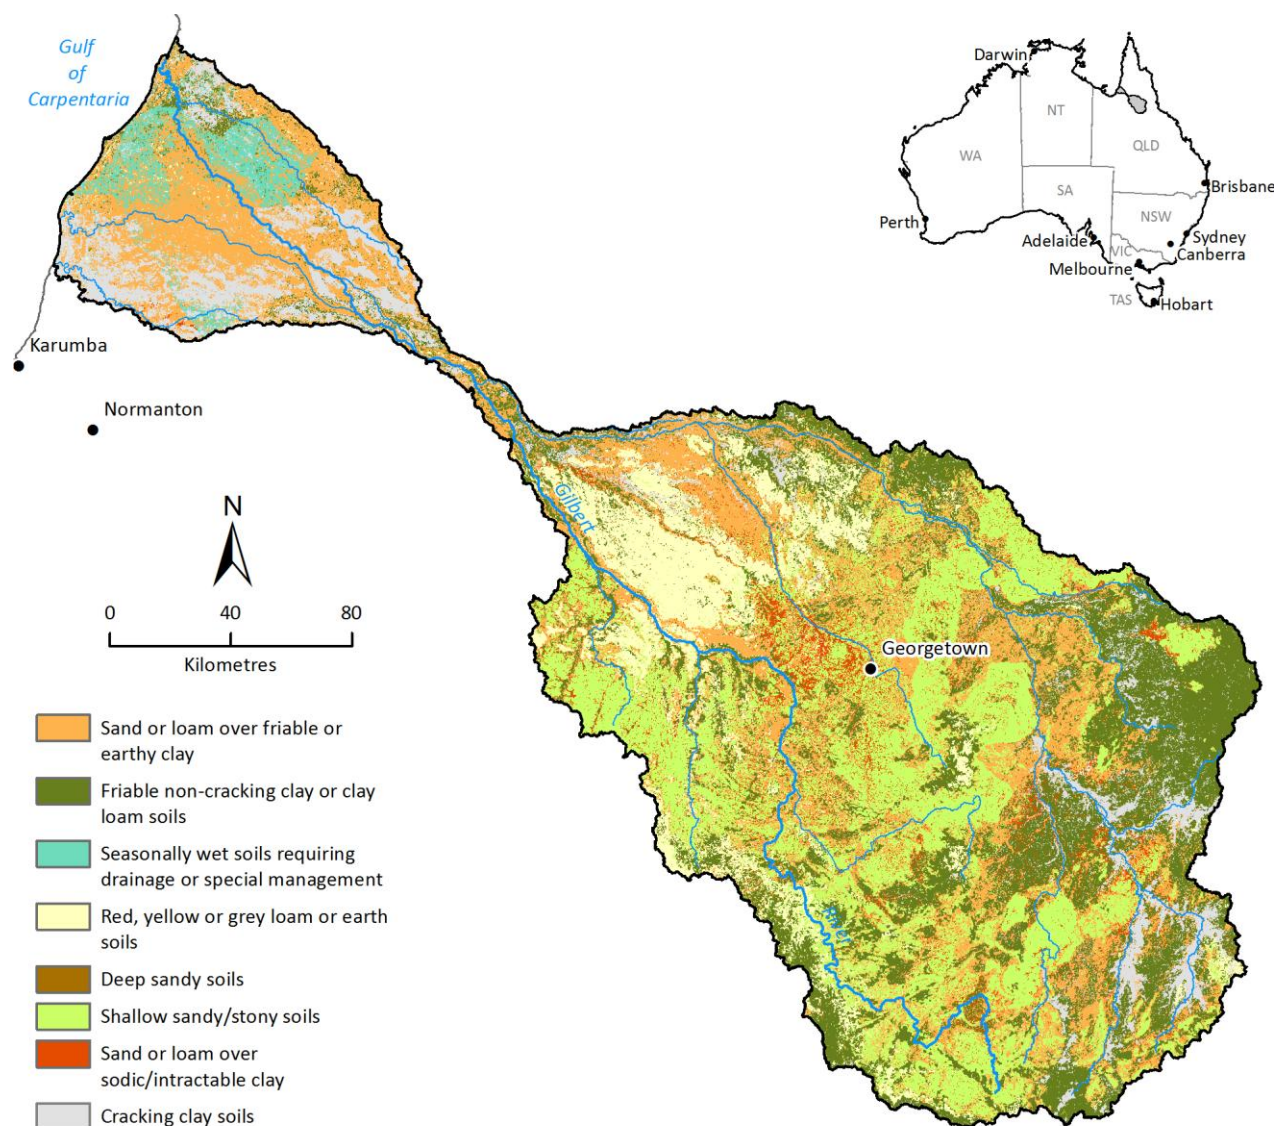 Gulf
of
Carpentaria
Darwin
NT
WA
QLD
SA
Brisbane
NSW
Perth
Adelaide
Sydney
Canberra
VIC
Melbourne
TAS
Hobart
Karumba
Normanton
Gilbert
River
Georgetown
N
0 40 80
Kilometres
Sand or loam over friable or
earthy clay
Friable non-cracking clay or clay
loam soils
Seasonally wet soils requiring
drainage or special management
Red, yellow or grey loam or earth
soils
Deep sandy soils
Shallow sandy/stony soils
Sand or loam over
sodic/intractable clay
Cracking clay soils